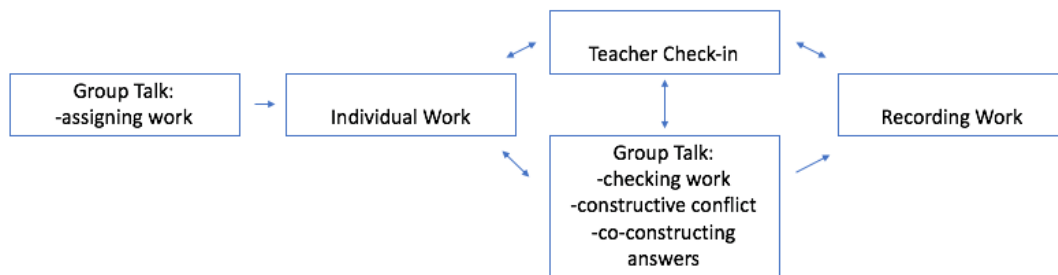 Group Talk:
-assigning work
Individual Work
Teacher Check-in
Group Talk:
-checking work
-constructive conflict
-co-constructing
answers
Recording Work